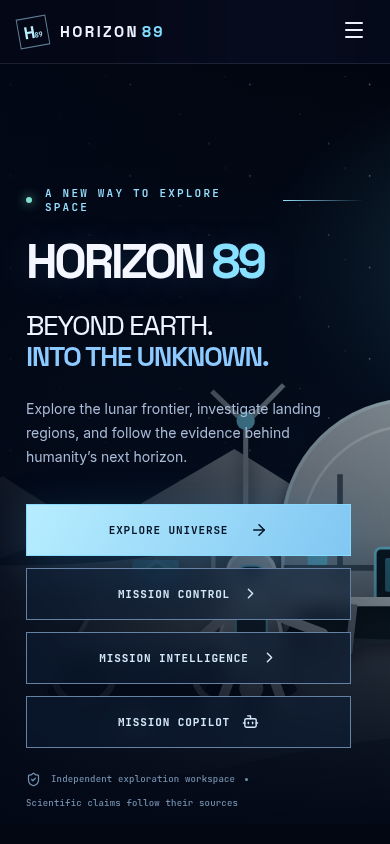 H89 HORIZON 89
A NEW WAY TO EXPLORE
SPACE
HORIZON 89
BEYOND EARTH.
INTO THE UNKNOWN.
Explore the lunar frontier, investigate landing
regions, and follow the evidence behind
humanity’s next horizon.
EXPLORE UNIVERSE
MISSION CONTROL
MISSION INTELLIGENCE
MISSION COPILOT
Independent exploration workspace •
Scientific claims follow their sources